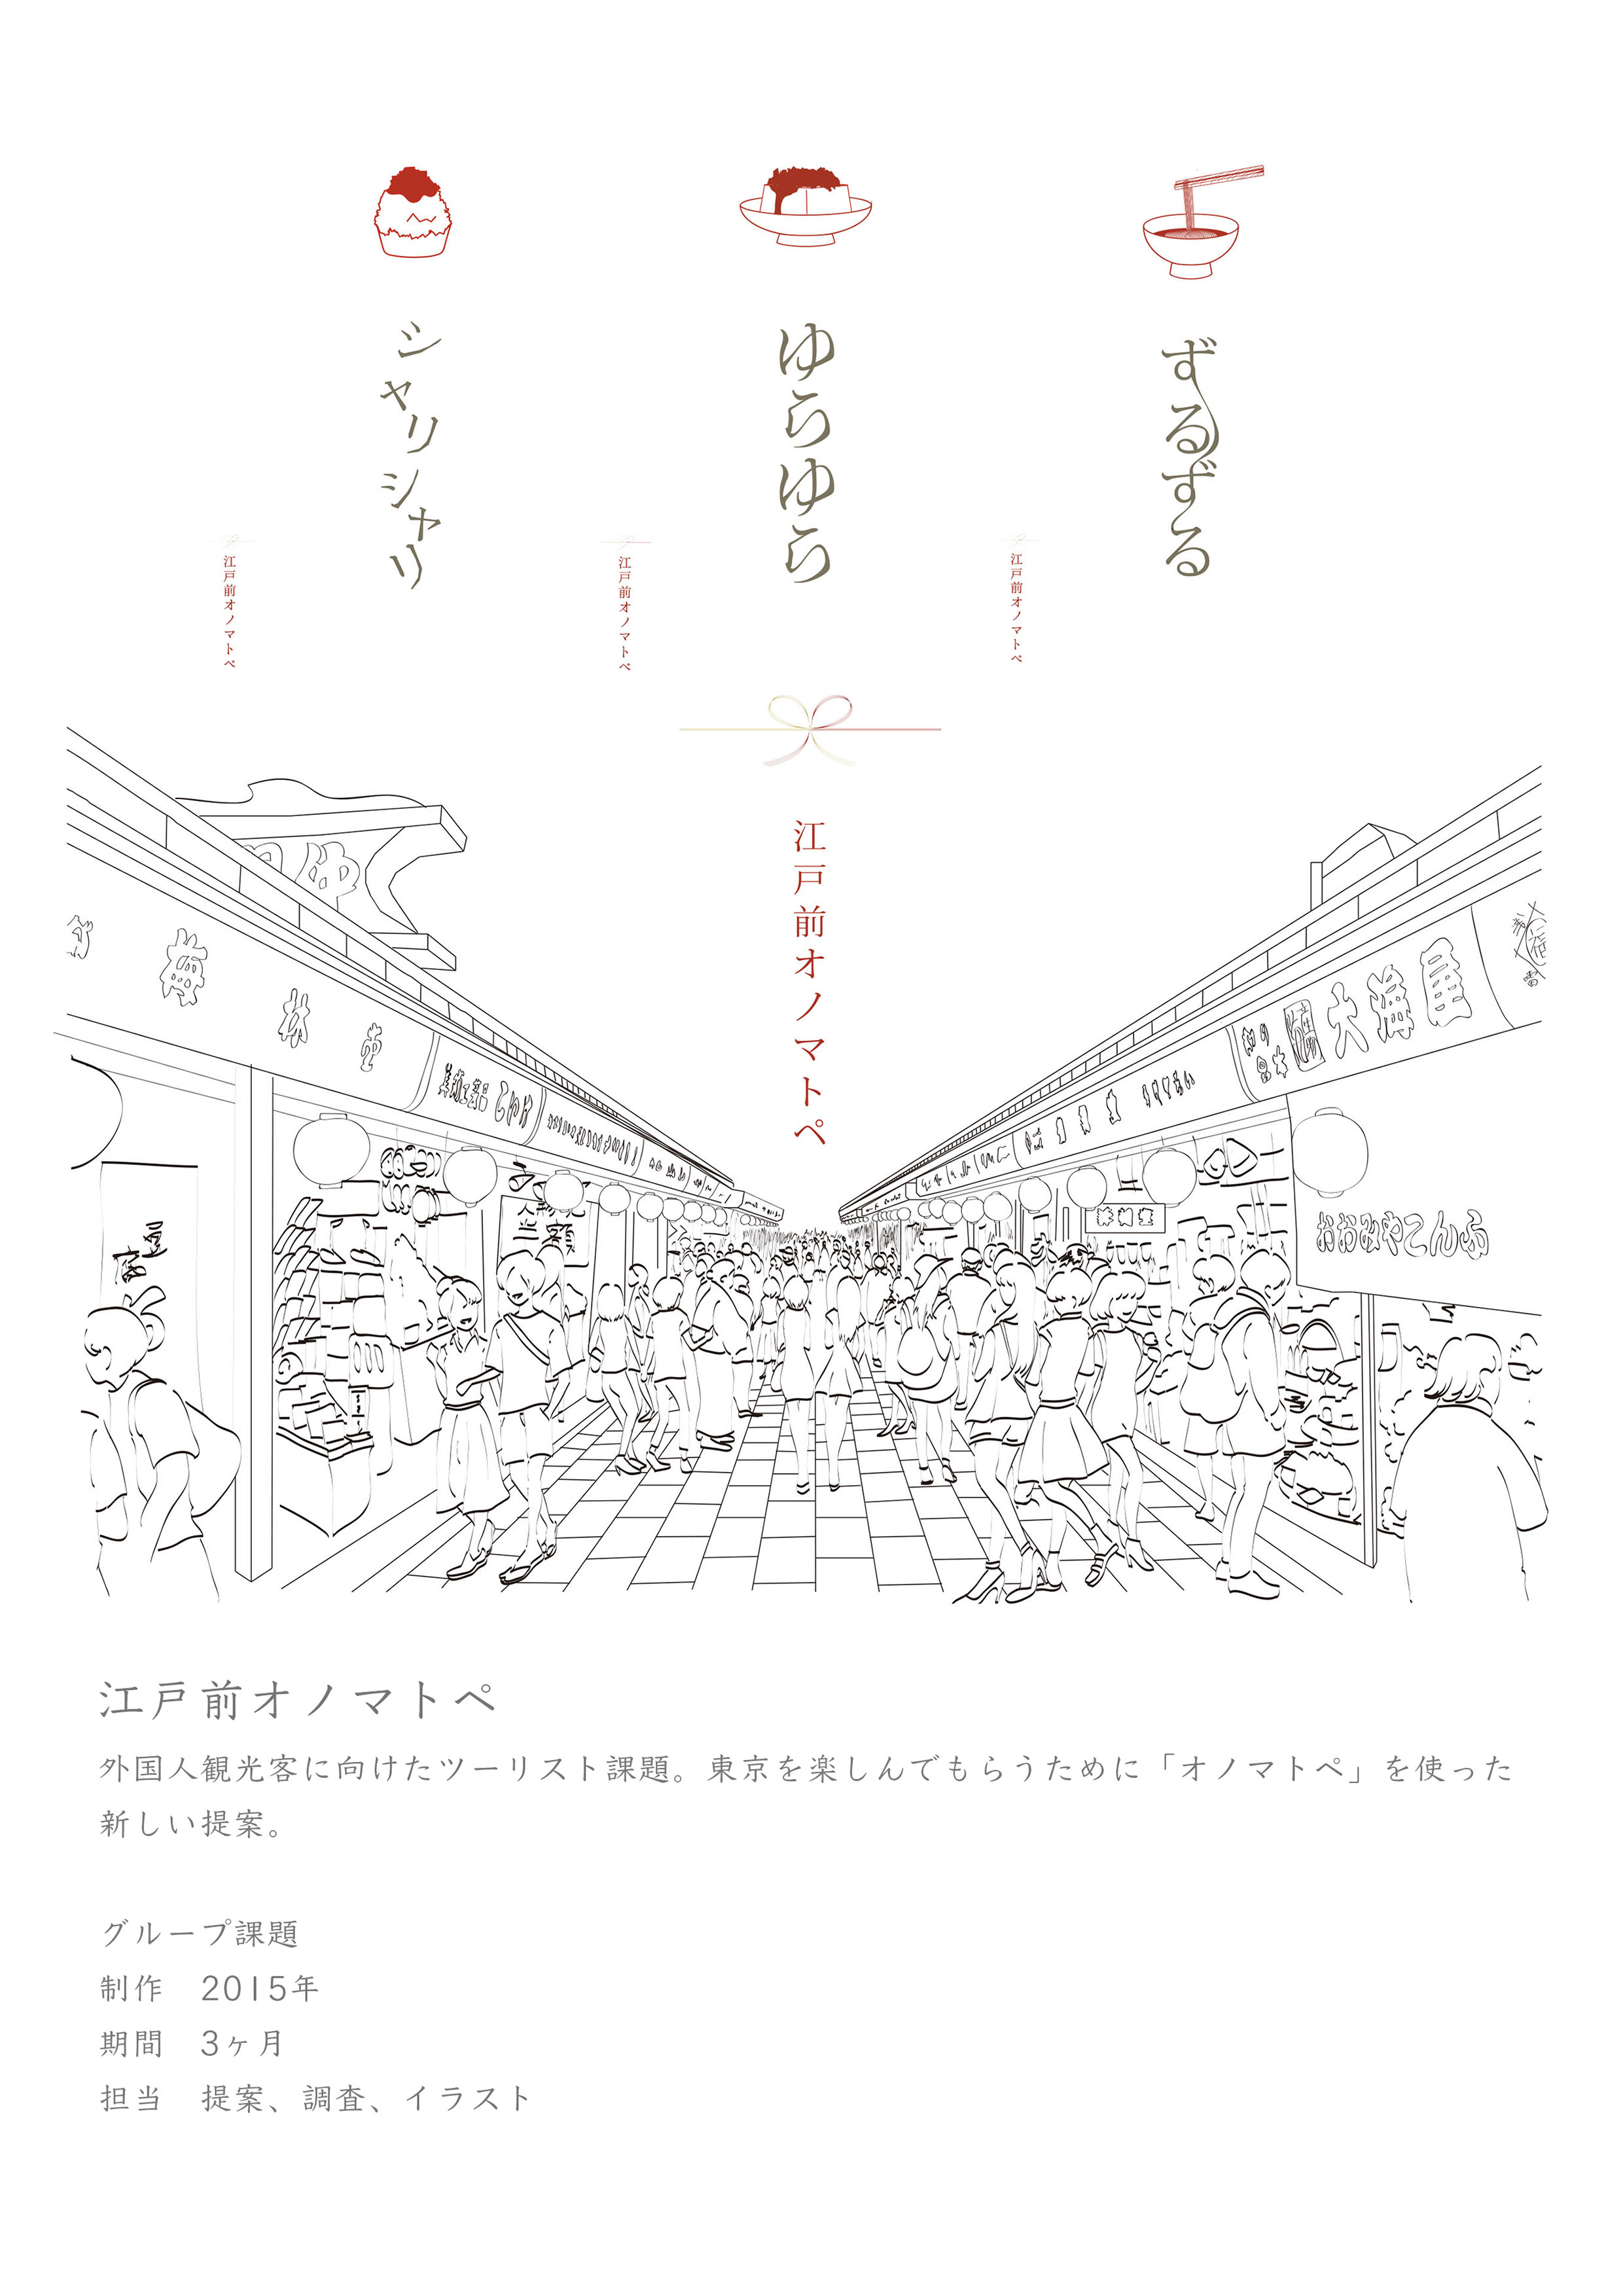 ずるずる
江戸前オノマトペ
ゆらゆら
江戸前オノマトペ
シャリシャリ
江戸前オノマトペ
江戸前オノマトペ
仲
梅林堂
大海屋
おおみやこんぶ
江戸前オノマトペ
外国人観光客に向けたツーリスト課題。東京を楽しんでもらうために「オノマトペ」を使った
新しい提案。
グループ課題
制作　2015年
期間　3ヶ月
担当　提案、調査、イラスト